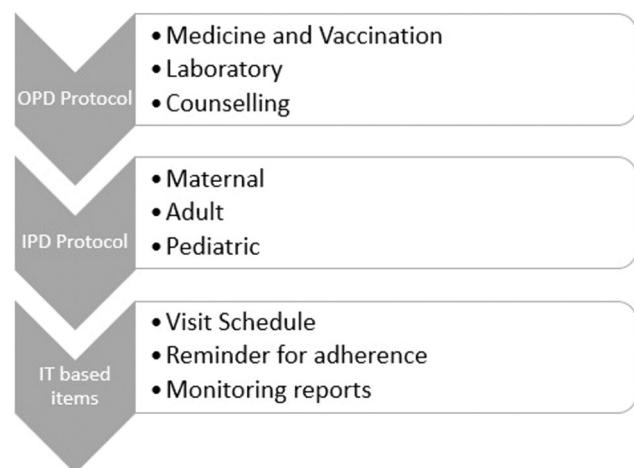 OPD Protocol
• Medicine and Vaccination
• Laboratory
• Counselling
IPD Protocol
• Maternal
• Adult
• Pediatric
IT based
items
• Visit Schedule
• Reminder for adherence
• Monitoring reports